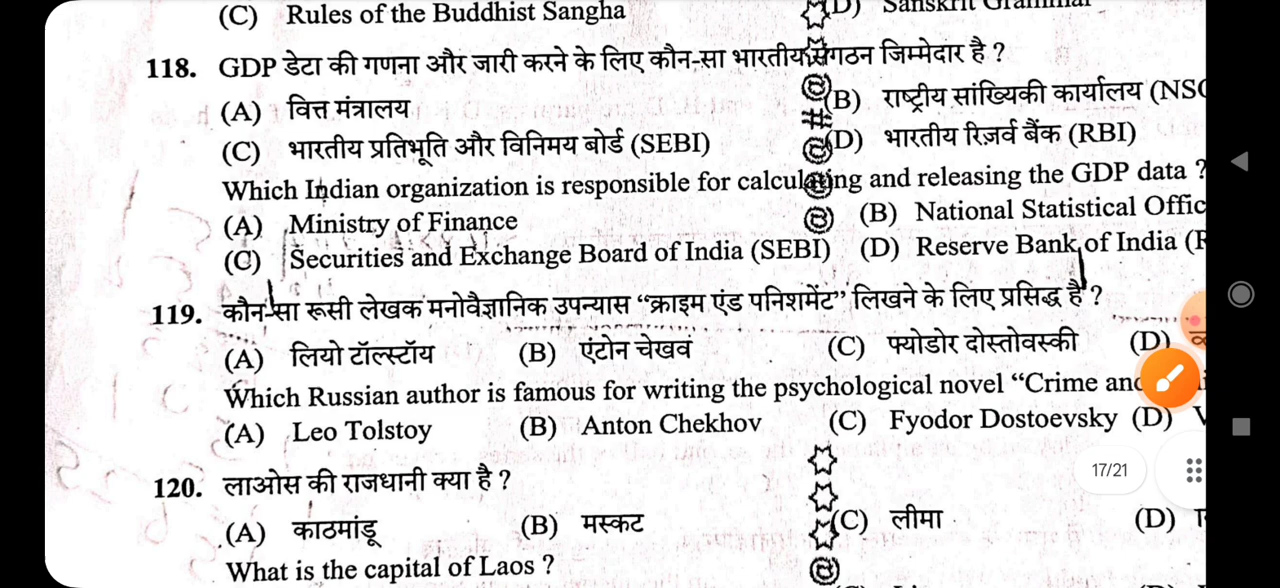 (C) Rules of the Buddhist Sangha D) Sanskrit Grammar
118. GDP डेटा की गणना और जारी करने के लिए कौन-सा भारतीय संगठन जिम्मेदार है ?
(A) वित्त मंत्रालय (B) राष्ट्रीय सांख्यिकी कार्यालय (NSO
(C) भारतीय प्रतिभूति और विनिमय बोर्ड (SEBI) (D) भारतीय रिज़र्व बैंक (RBI)
Which Indian organization is responsible for calculating and releasing the GDP data ?
(A) Ministry of Finance (B) National Statistical Offic
(C) Securities and Exchange Board of India (SEBI) (D) Reserve Bank of India (R
119. कौन-सा रूसी लेखक मनोवैज्ञानिक उपन्यास “क्राइम एंड पनिशमेंट” लिखने के लिए प्रसिद्ध है ?
(A) लियो टॉल्स्टॉय (B) एंटोन चेखव (C) फ्योडोर दोस्तोवस्की (D)
Which Russian author is famous for writing the psychological novel “Crime and
(A) Leo Tolstoy (B) Anton Chekhov (C) Fyodor Dostoevsky (D) V
17/21
120. लाओस की राजधानी क्या है ?
(A) काठमांडू (B) मस्कट (C) लीमा (D)
What is the capital of Laos ?